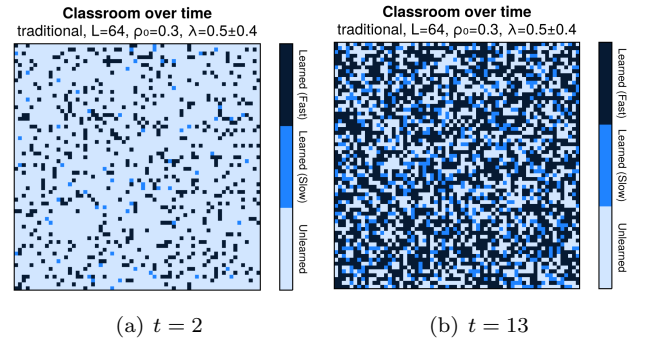 Classroom over time
traditional, L=64, ρ₀=0.3, λ=0.5±0.4
Learned (Fast)
Learned (Slow)
Unlearned
(a) t = 2
Classroom over time
traditional, L=64, ρ₀=0.3, λ=0.5±0.4
Learned (Fast)
Learned (Slow)
Unlearned
(b) t = 13